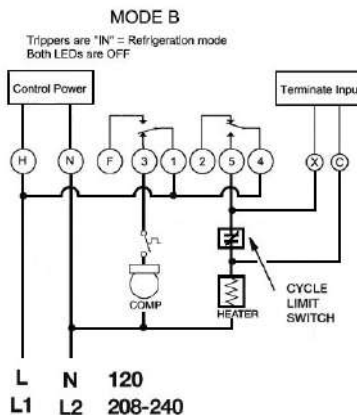 MODE B
Trippers are "IN" = Refrigeration mode
Both LEDs are OFF
Control Power
Terminate Input
H N F 3 1 2 5 4 X C
COMP
HEATER
CYCLE
LIMIT
SWITCH
L N 120
L1 L2 208-240